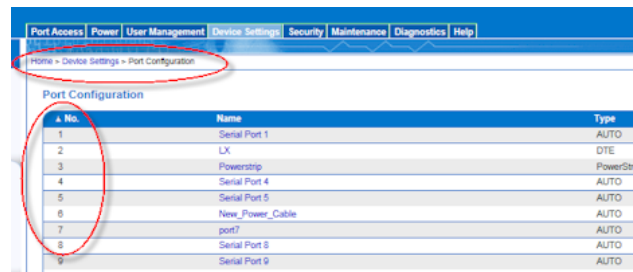 Port Access Power User Management Device Settings Security Maintenance Diagnostics Help
Home > Device Settings > Port Configuration
Port Configuration
▲ No. Name Type
1 Serial Port 1 AUTO
2 LX DTE
3 Powerstrip PowerStr
4 Serial Port 4 AUTO
5 Serial Port 5 AUTO
6 New_Power_Cable AUTO
7 port7 AUTO
8 Serial Port 8 AUTO
9 Serial Port 9 AUTO